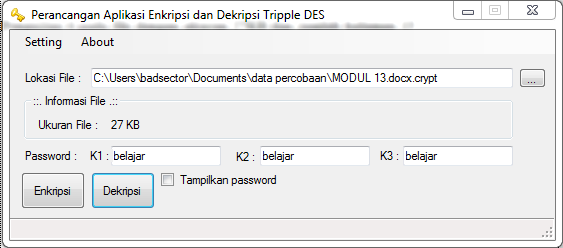 Perancangan Aplikasi Enkripsi dan Dekripsi Tripple DES
Setting About
Lokasi File : C:\Users\badsector\Documents\data percobaan\MODUL 13.docx.crypt ...
.::. Informasi File .::
Ukuran File : 27 KB
Password : K1 : belajar K2 : belajar K3 : belajar
Enkripsi Dekripsi Tampilkan password